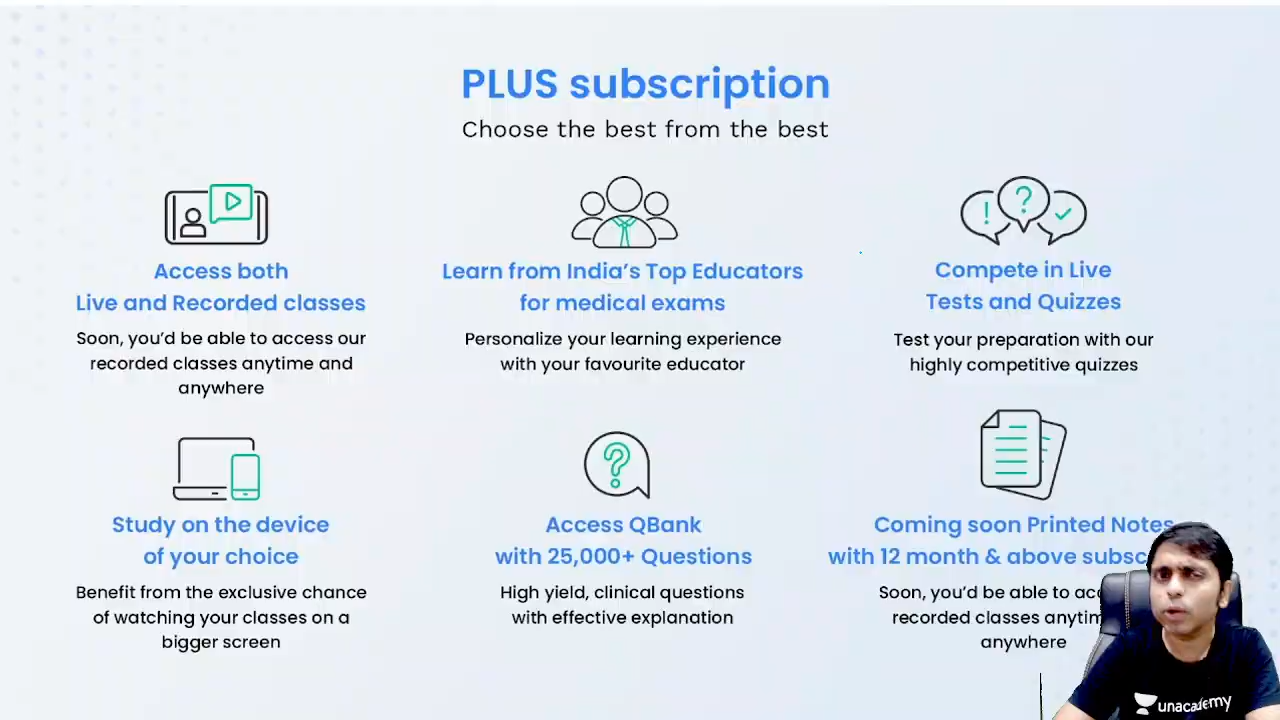 PLUS subscription
Choose the best from the best
Access both
Live and Recorded classes
Soon, you'd be able to access our
recorded classes anytime and
anywhere
Learn from India's Top Educators
for medical exams
Personalize your learning experience
with your favourite educator
Compete in Live
Tests and Quizzes
Test your preparation with our
highly competitive quizzes
Study on the device
of your choice
Benefit from the exclusive chance
of watching your classes on a
bigger screen
Access QBank
with 25,000+ Questions
High yield, clinical questions
with effective explanation
Coming soon Printed Notes
with 12 month & above
Soon, you'd be able to
recorded classes
anywhere
unacademy